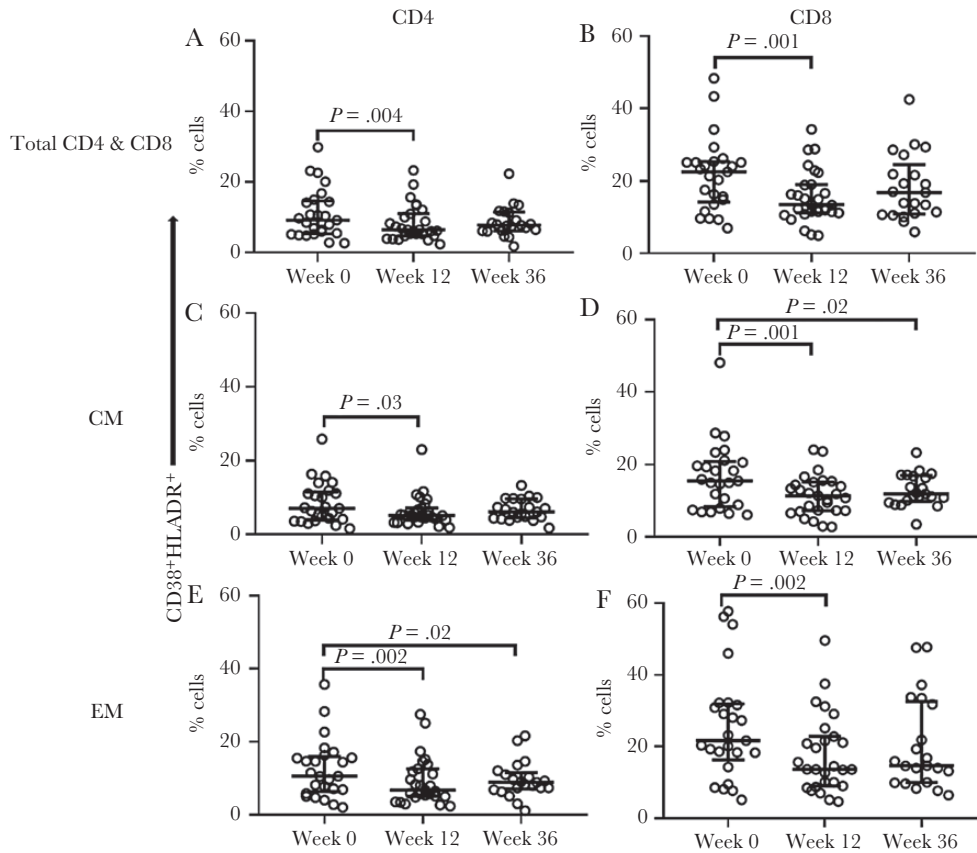 CD4
CD8
Total CD4 & CD8
CM
EM
CD38⁺HLADR⁺
A
% cells
60
40
20
0
P = .004
Week 0 Week 12 Week 36
B
% cells
60
40
20
0
P = .001
Week 0 Week 12 Week 36
C
% cells
60
40
20
0
P = .03
Week 0 Week 12 Week 36
D
% cells
60
40
20
0
P = .02
P = .001
Week 0 Week 12 Week 36
E
% cells
60
40
20
0
P = .02
P = .002
Week 0 Week 12 Week 36
F
% cells
60
40
20
0
P = .002
Week 0 Week 12 Week 36